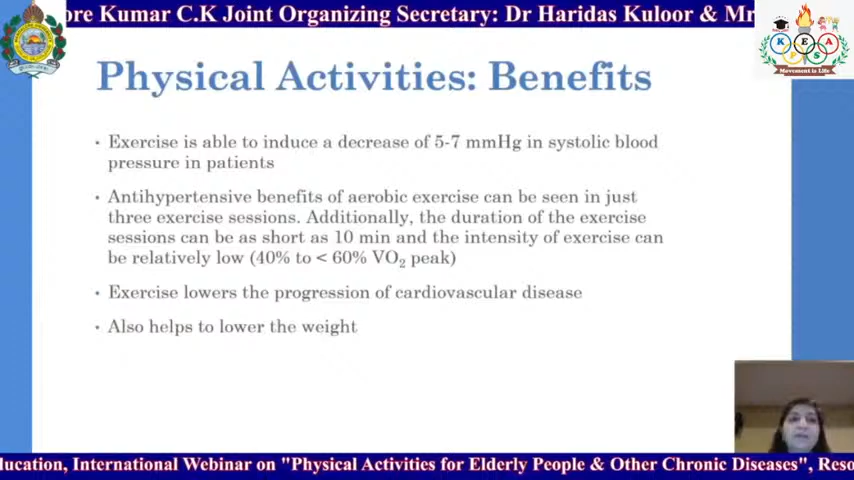 ore Kumar C.K Joint Organizing Secretary: Dr Haridas Kuloor & Mr
K E A
P S
Movement is Life
Physical Activities: Benefits
• Exercise is able to induce a decrease of 5-7 mmHg in systolic blood
pressure in patients
• Antihypertensive benefits of aerobic exercise can be seen in just
three exercise sessions. Additionally, the duration of the exercise
sessions can be as short as 10 min and the intensity of exercise can
be relatively low (40% to < 60% VO₂ peak)
• Exercise lowers the progression of cardiovascular disease
• Also helps to lower the weight
ducation, International Webinar on "Physical Activities for Elderly People & Other Chronic Diseases", Reso